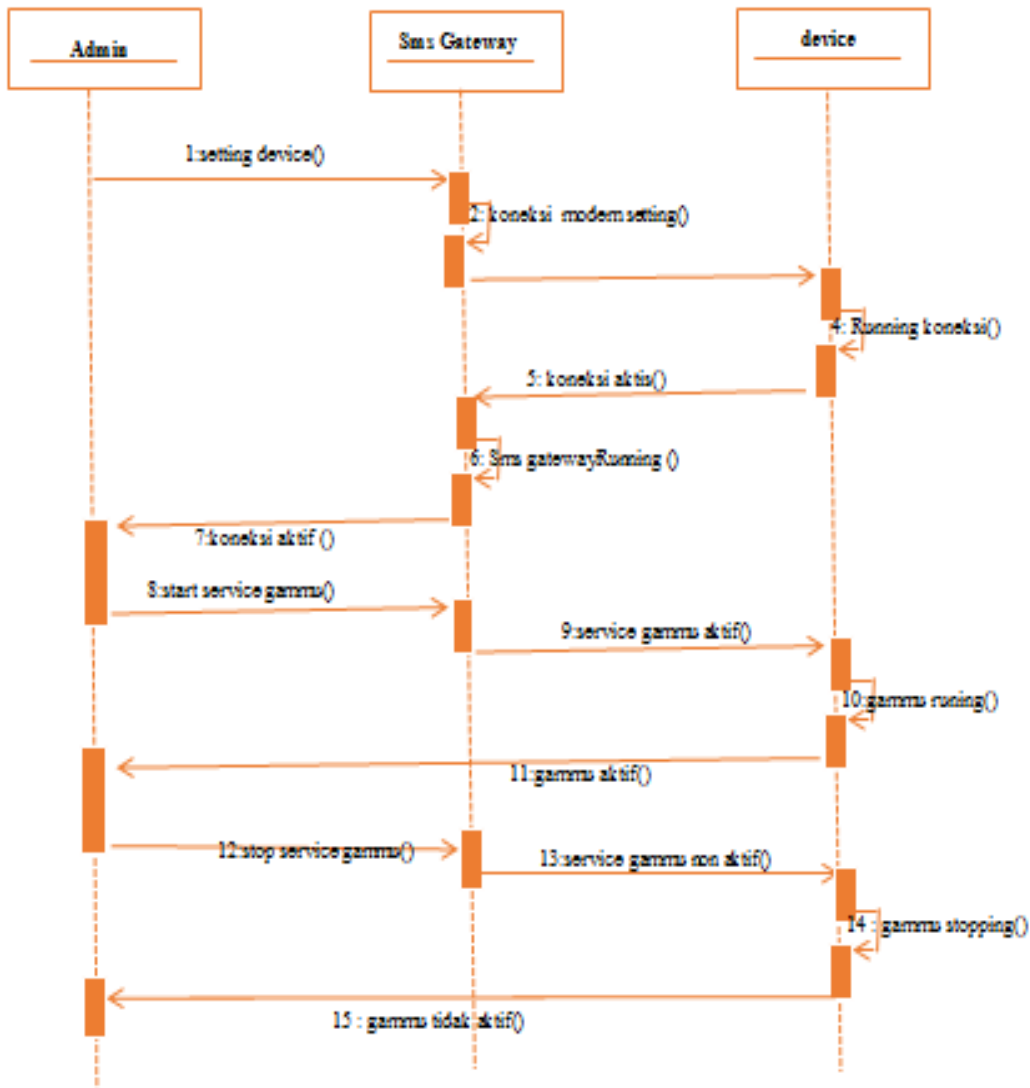 Admin
Sms Gateway
device
1:setting device()
2: koneksi modem setting()
4: Running koneksi()
5: koneksi aktis()
6: Sms gatewayRunning ()
7:koneksi aktif ()
8:start service gammu()
9:service gammu aktif()
10:gammu runing()
11:gammu aktif()
12:stop service gammu()
13:service gammu non aktif()
14 : gammu stopping()
15 : gammu tidak aktif()